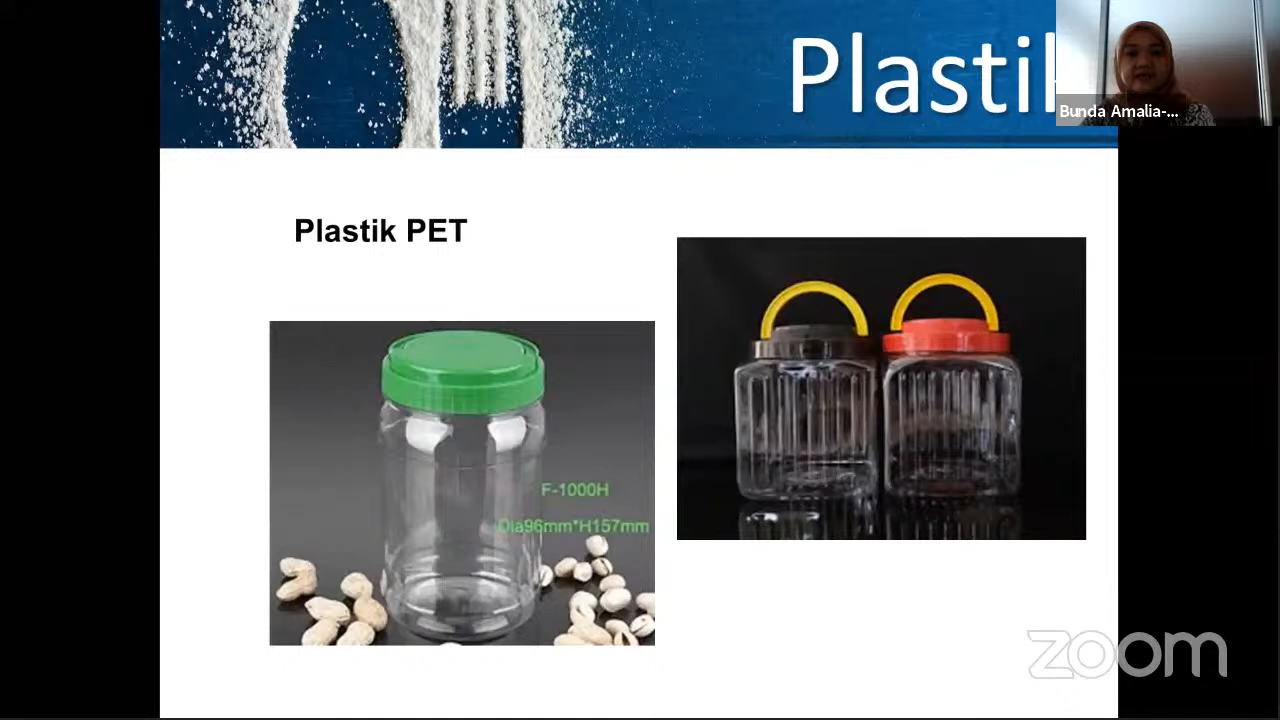 Plastik
Bunda Amalia-...
Plastik PET
F-1000H
Dia96mm*H157mm
zoom